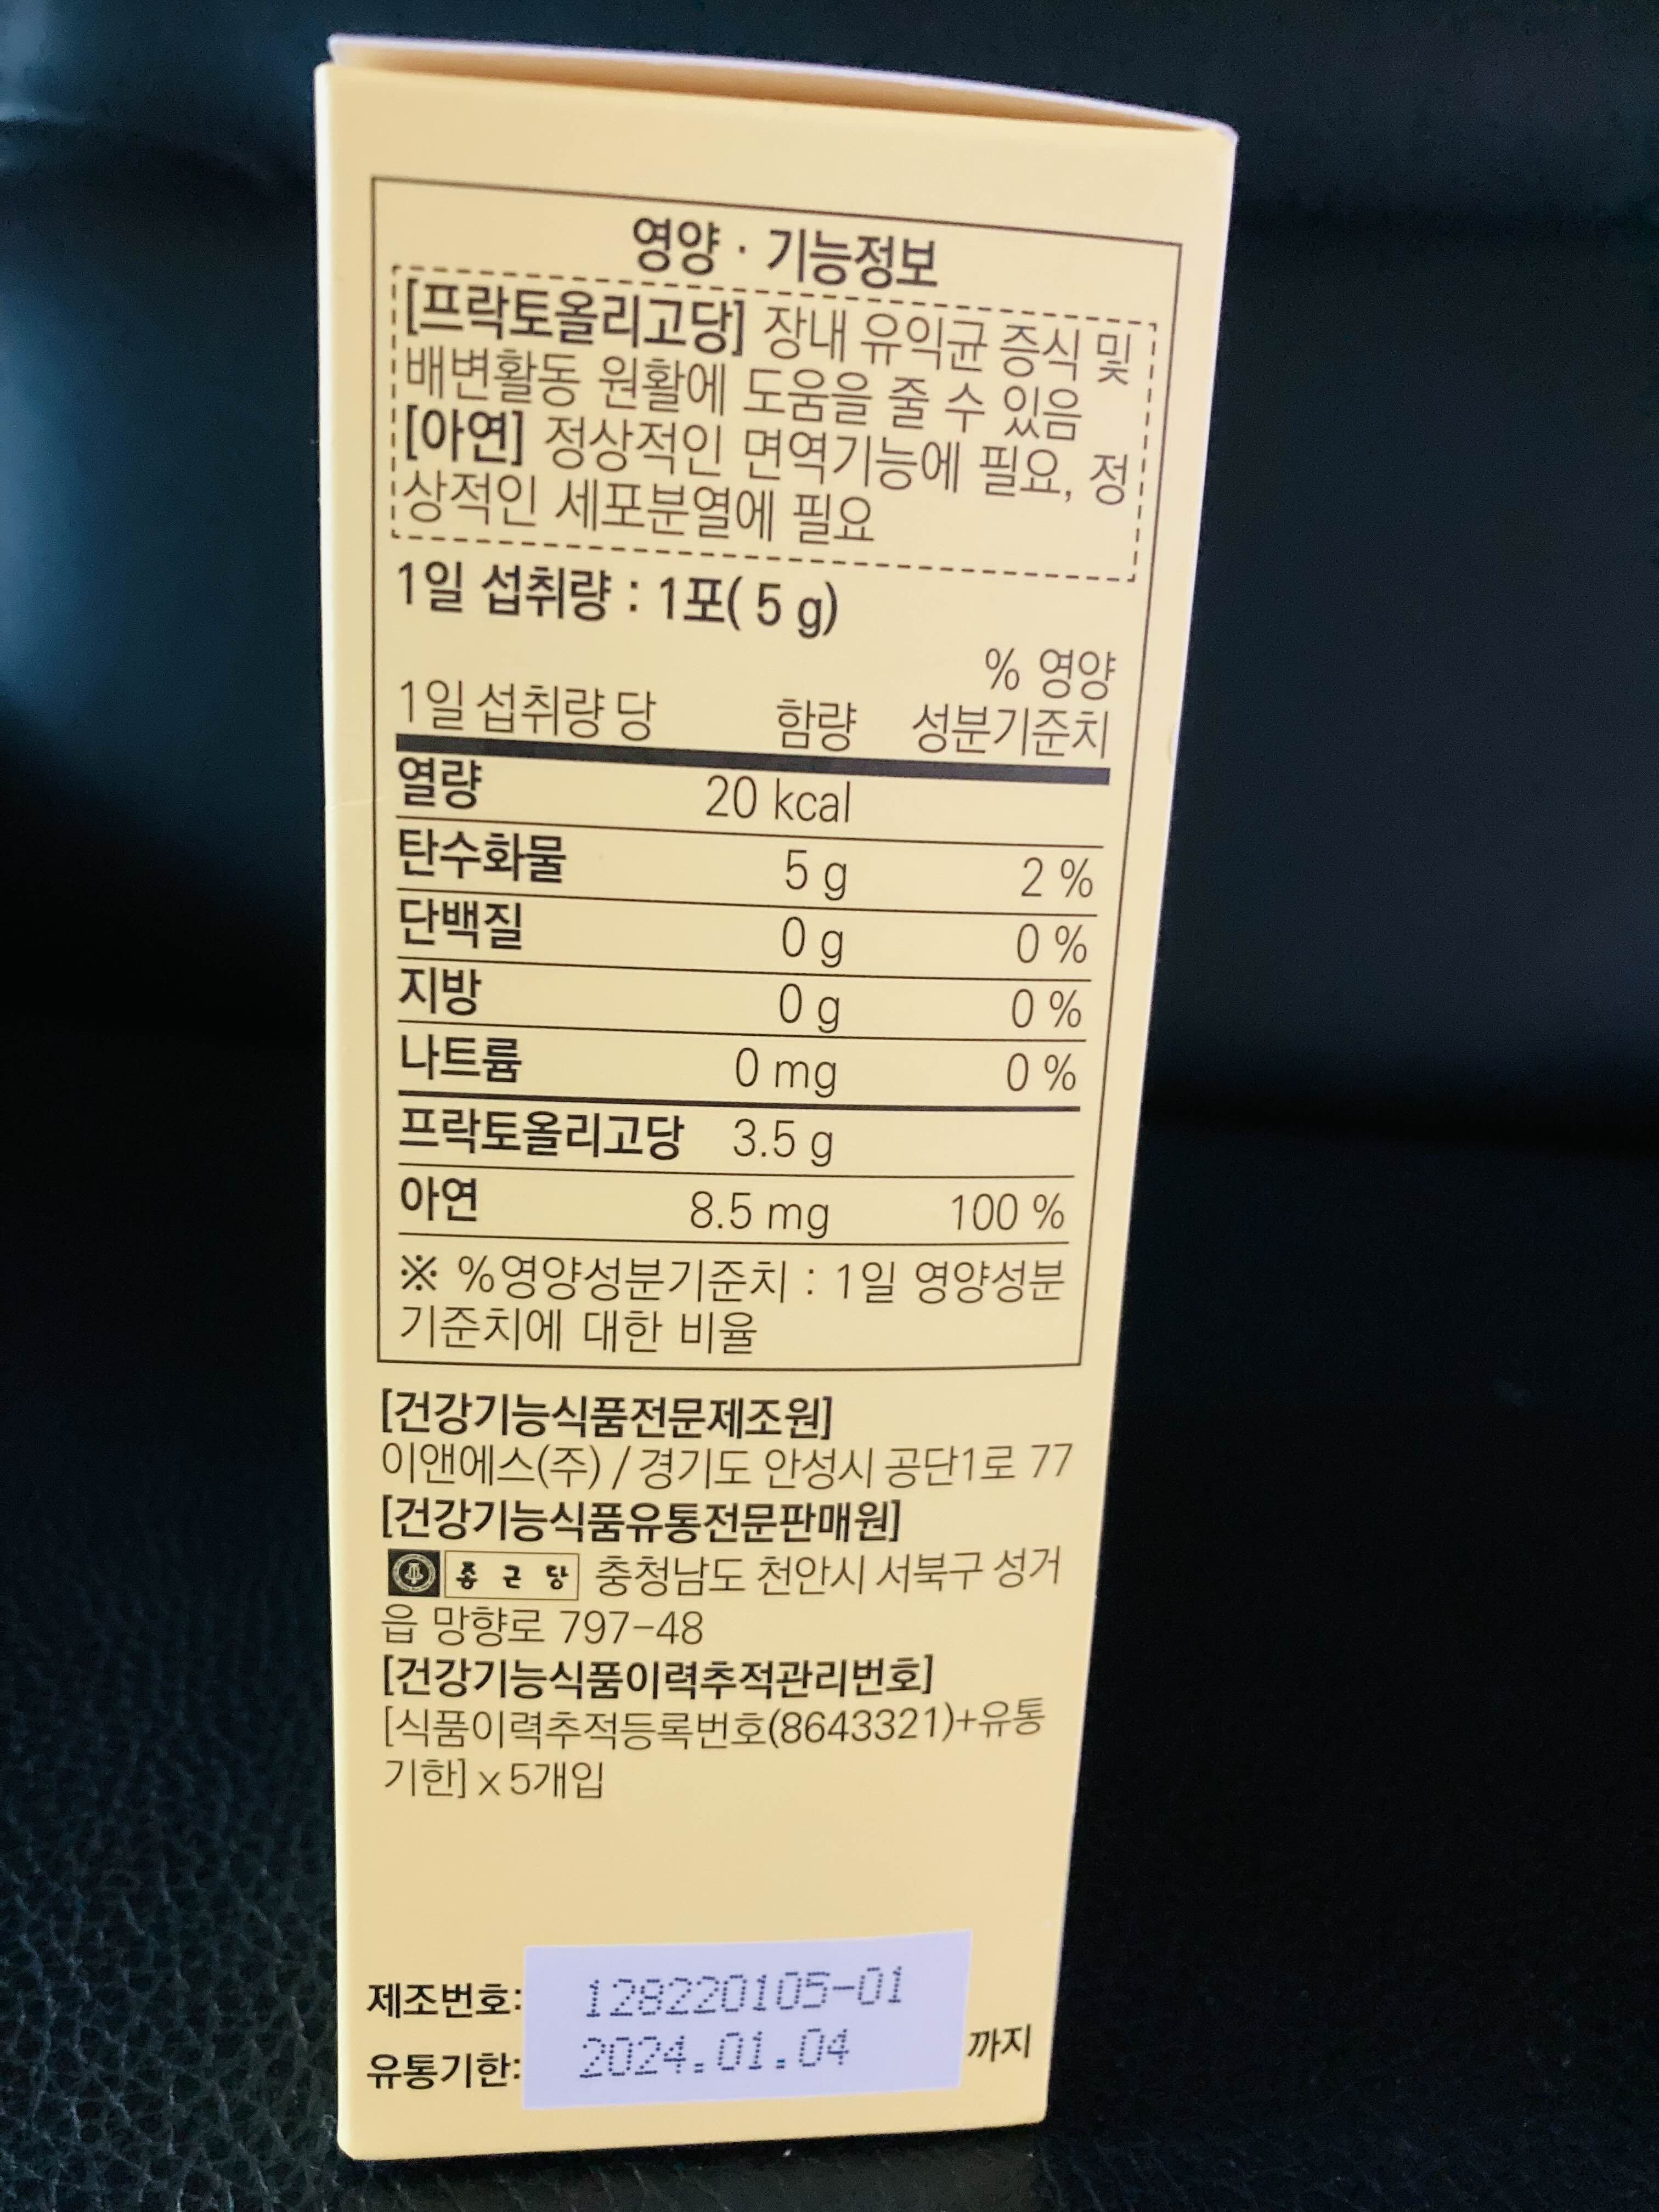 영양 · 기능정보
[프락토올리고당] 장내 유익균 증식 및
배변활동 원활에 도움을 줄 수 있음
[아연] 정상적인 면역기능에 필요, 정
상적인 세포분열에 필요
1일 섭취량 : 1포( 5 g)
% 영양
1일 섭취량 당 함량 성분기준치
열량 20 kcal
탄수화물 5 g 2 %
단백질 0 g 0 %
지방 0 g 0 %
나트륨 0 mg 0 %
프락토올리고당 3.5 g
아연 8.5 mg 100 %
※ %영양성분기준치 : 1일 영양성분
기준치에 대한 비율
[건강기능식품전문제조원]
이앤에스(주) / 경기도 안성시 공단1로 77
[건강기능식품유통전문판매원]
종근당 충청남도 천안시 서북구 성거
읍 망향로 797-48
[건강기능식품이력추적관리번호]
[식품이력추적등록번호(8643321)+유통
기한] x 5개입
제조번호: 128220105-01
유통기한: 2024.01.04 까지